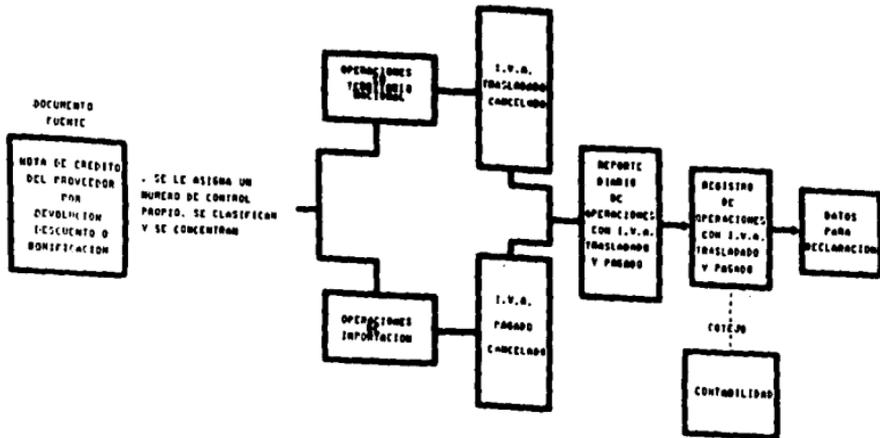 DOCUMENTO
FUENTE
NOTA DE CREDITO
DEL PROVEEDOR
POR
DEVOLUCION
DESCUENTO O
BONIFICACION
. SE LE ASIGNA UN
NUMERO DE CONTROL
PROPIO. SE CLASIFICAN
Y SE CONCENTRAN
OPERACIONES
EN
TERRITORIO
NACIONAL
I.V.A.
TRASLADADO
CANCELADO
OPERACIONES
DE
IMPORTACION
I.V.A.
PAGADO
CANCELADO
REPORTE
DIARIO
DE
OPERACIONES
CON I.V.A.
TRASLADADO
Y PAGADO
REGISTRO
DE
OPERACIONES
CON I.V.A.
TRASLADADO
Y PAGADO
DATOS
PARA
DECLARACION
COTEJO
CONTABILIDAD